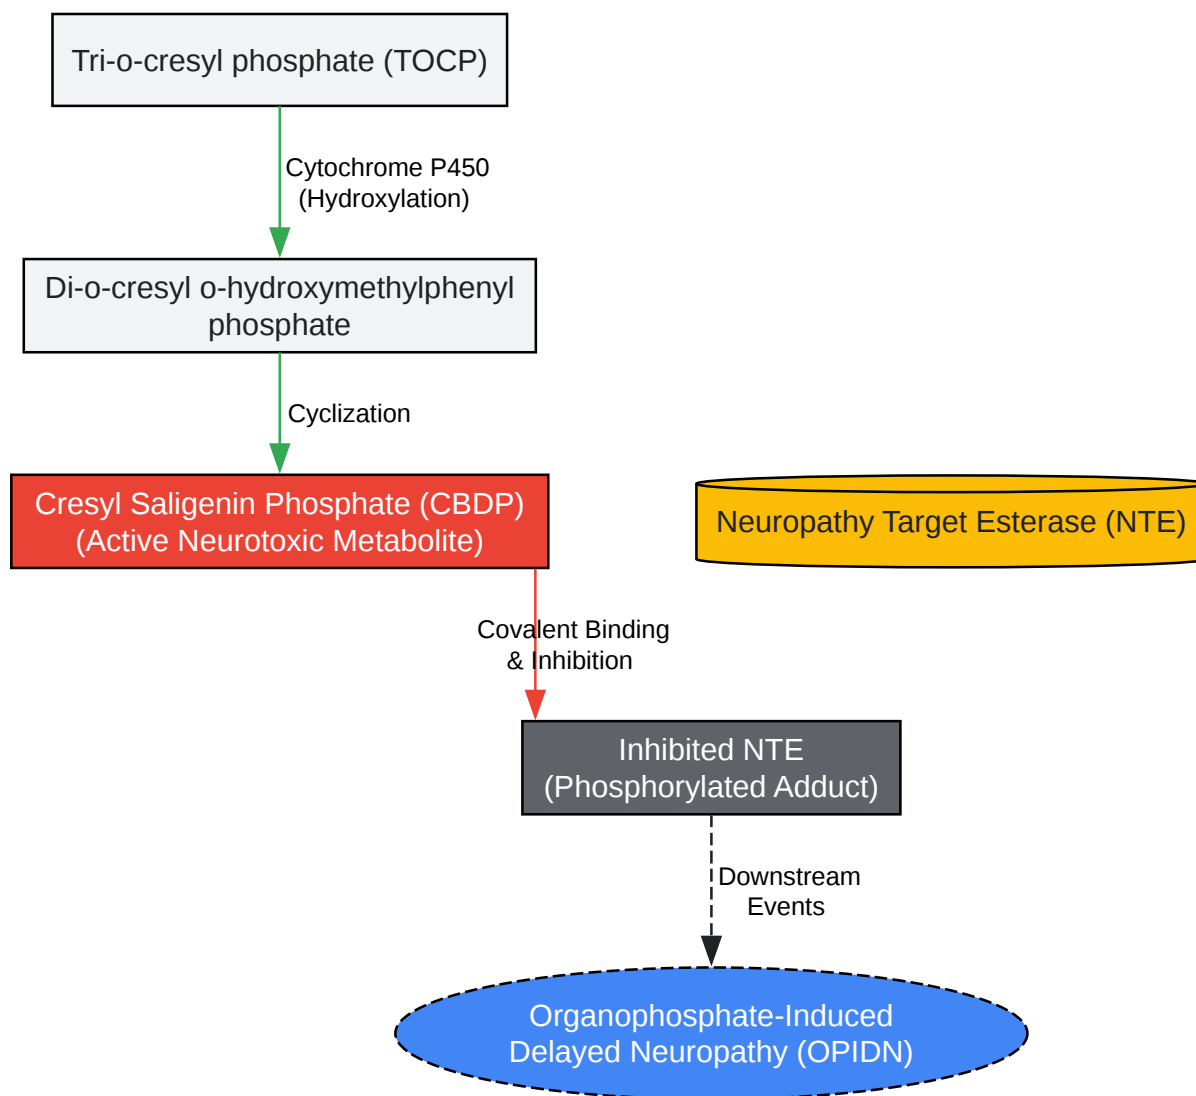 Tri-o-cresyl phosphate (TOCP)
Cytochrome P450
(Hydroxylation)
Di-o-cresyl o-hydroxymethylphenyl
phosphate
Cyclization
Cresyl Saligenin Phosphate (CBDP)
(Active Neurotoxic Metabolite)
Neuropathy Target Esterase (NTE)
Covalent Binding
& Inhibition
Inhibited NTE
(Phosphorylated Adduct)
Downstream
Events
Organophosphate-Induced
Delayed Neuropathy (OPIDN)